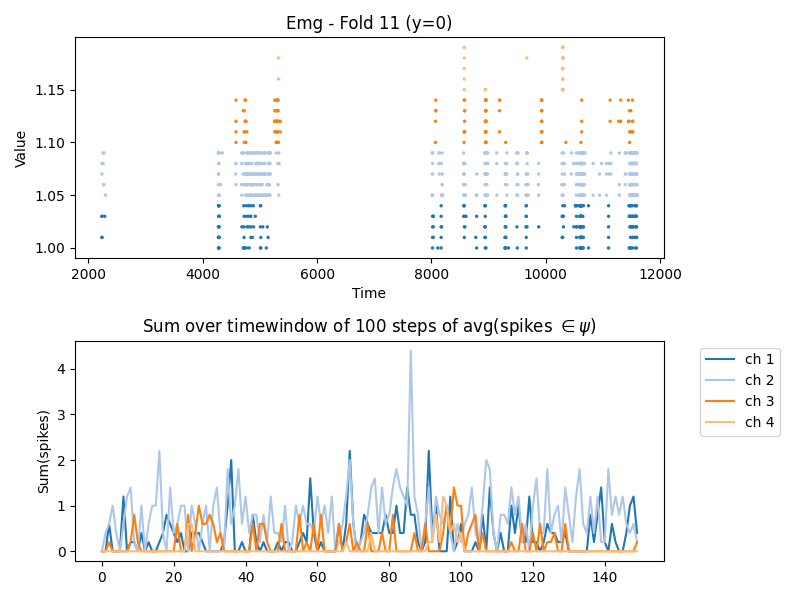 Emg - Fold 11 (y=0)
Value
1.15
1.10
1.05
1.00
2000 4000 6000 8000 10000 12000
Time
Sum over timewindow of 100 steps of avg(spikes ∈ ψ)
Sum(spikes)
4
3
2
1
0
0 20 40 60 80 100 120 140
ch 1
ch 2
ch 3
ch 4